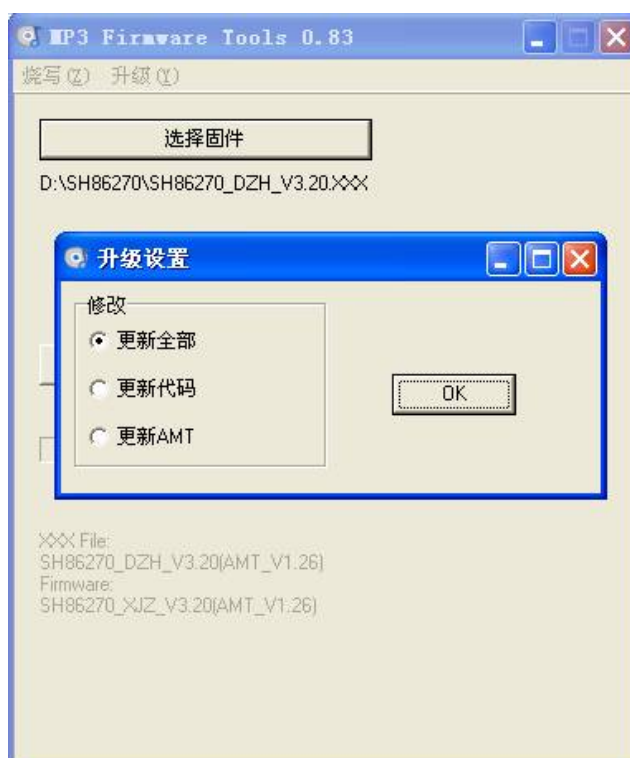 MP3 Firmware Tools 0.83
烧写(Z) 升级(Y)
选择固件
D:\SH86270\SH86270_DZH_V3.20.XXX
升级设置
修改
更新全部
更新代码
OK
更新AMT
XXX File:
SH86270_DZH_V3.20(AMT_V1.26)
Firmware:
SH86270_XJZ_V3.20(AMT_V1.26)